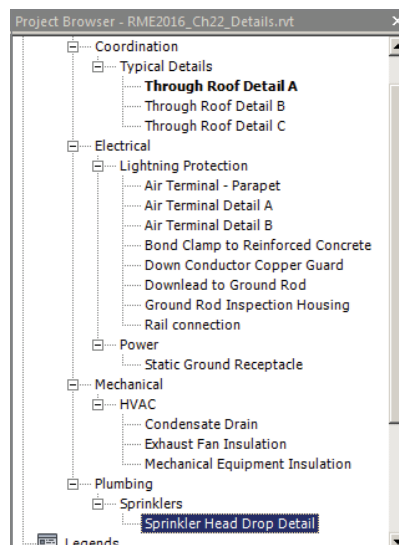 Project Browser - RME2016_Ch22_Details.rvt
Coordination
Typical Details
Through Roof Detail A
Through Roof Detail B
Through Roof Detail C
Electrical
Lightning Protection
Air Terminal - Parapet
Air Terminal Detail A
Air Terminal Detail B
Bond Clamp to Reinforced Concrete
Down Conductor Copper Guard
Downlead to Ground Rod
Ground Rod Inspection Housing
Rail connection
Power
Static Ground Receptacle
Mechanical
HVAC
Condensate Drain
Exhaust Fan Insulation
Mechanical Equipment Insulation
Plumbing
Sprinklers
Sprinkler Head Drop Detail
Legends